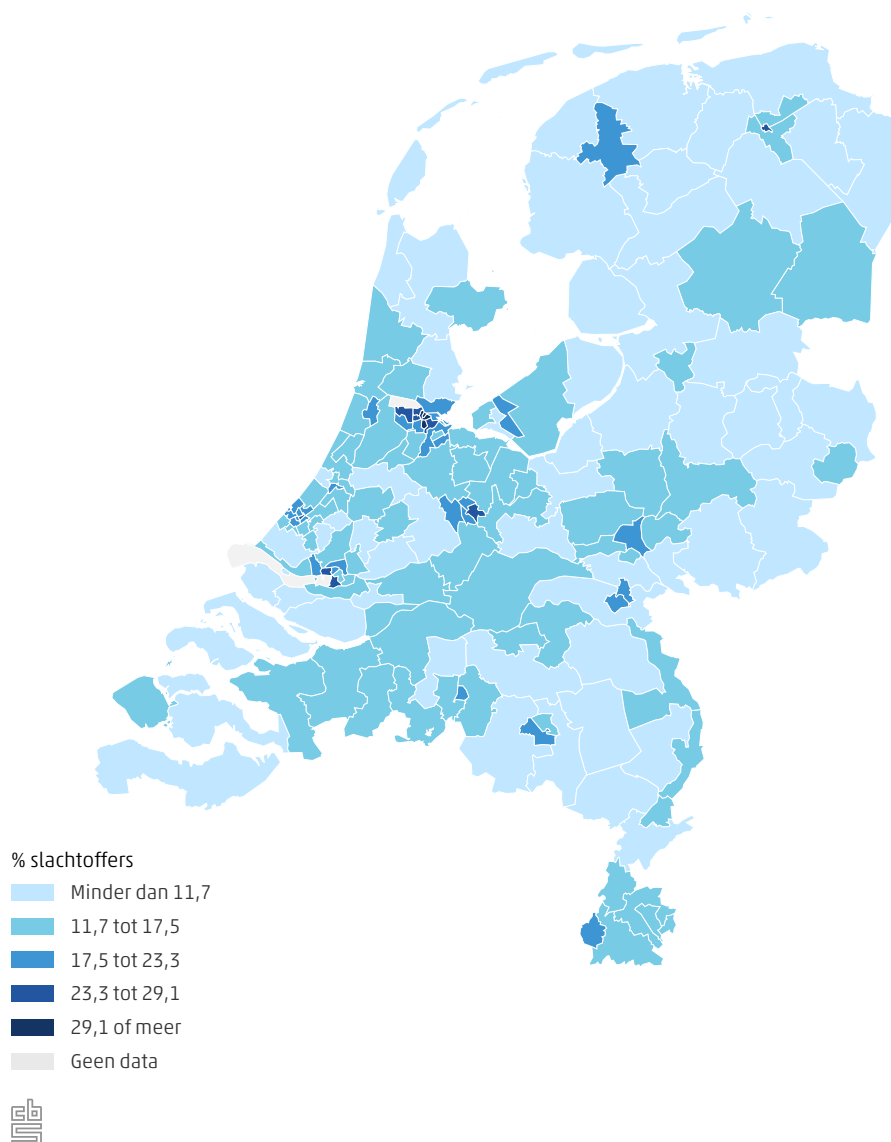 % slachtoffers
Minder dan 11,7
11,7 tot 17,5
17,5 tot 23,3
23,3 tot 29,1
29,1 of meer
Geen data
cbs